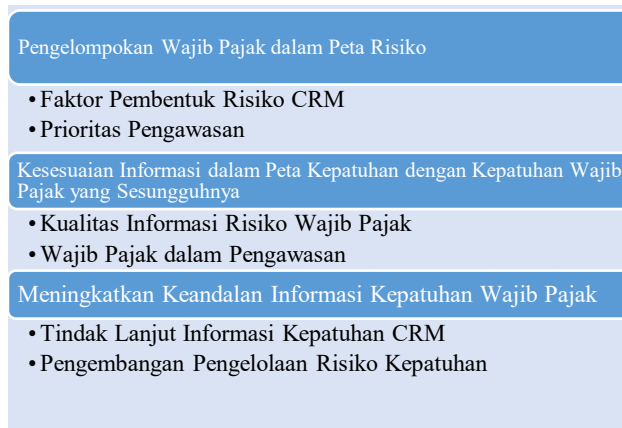 Pengelompokan Wajib Pajak dalam Peta Risiko
• Faktor Pembentuk Risiko CRM
• Prioritas Pengawasan
Kesesuaian Informasi dalam Peta Kepatuhan dengan Kepatuhan Wajib
Pajak yang Sesungguhnya
• Kualitas Informasi Risiko Wajib Pajak
• Wajib Pajak dalam Pengawasan
Meningkatkan Keandalan Informasi Kepatuhan Wajib Pajak
• Tindak Lanjut Informasi Kepatuhan CRM
• Pengembangan Pengelolaan Risiko Kepatuhan